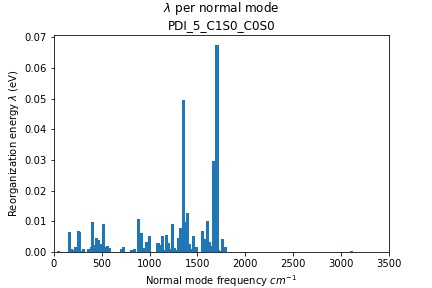 λ per normal mode
PDI_5_C1S0_C0S0
0.07
0.06
0.05
0.04
0.03
0.02
0.01
0.00
Reorganization energy λ (eV)
0 500 1000 1500 2000 2500 3000 3500
Normal mode frequency cm⁻¹